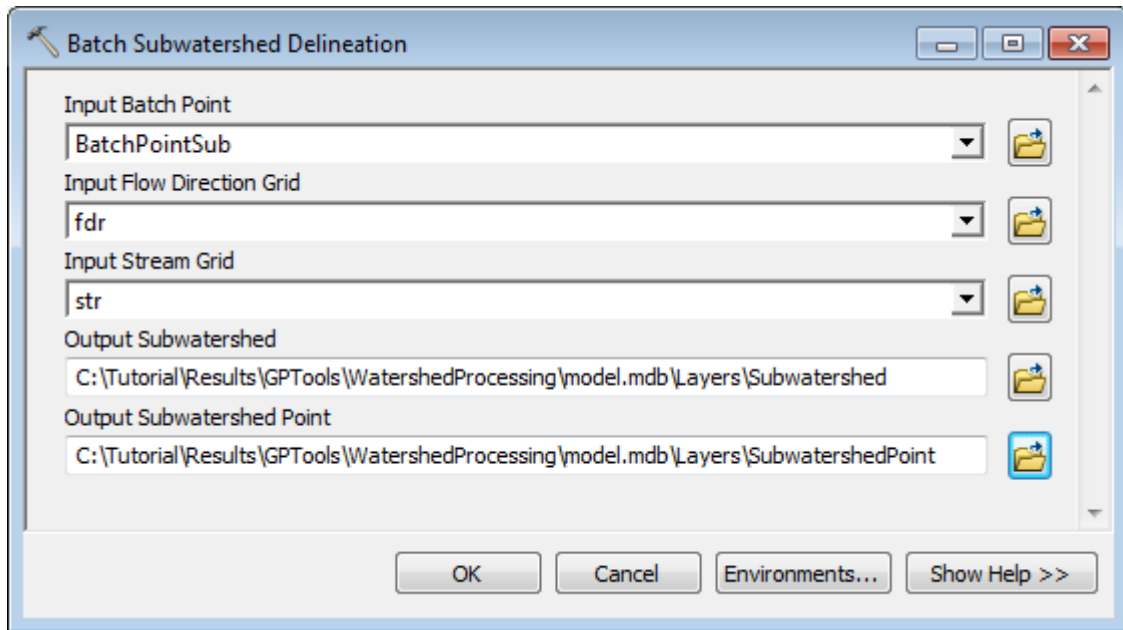 Batch Subwatershed Delineation
Input Batch Point
BatchPointSub
Input Flow Direction Grid
fdr
Input Stream Grid
str
Output Subwatershed
C:\Tutorial\Results\GPTools\WatershedProcessing\model.mdb\Layers\Subwatershed
Output Subwatershed Point
C:\Tutorial\Results\GPTools\WatershedProcessing\model.mdb\Layers\SubwatershedPoint
OK Cancel Environments... Show Help >>